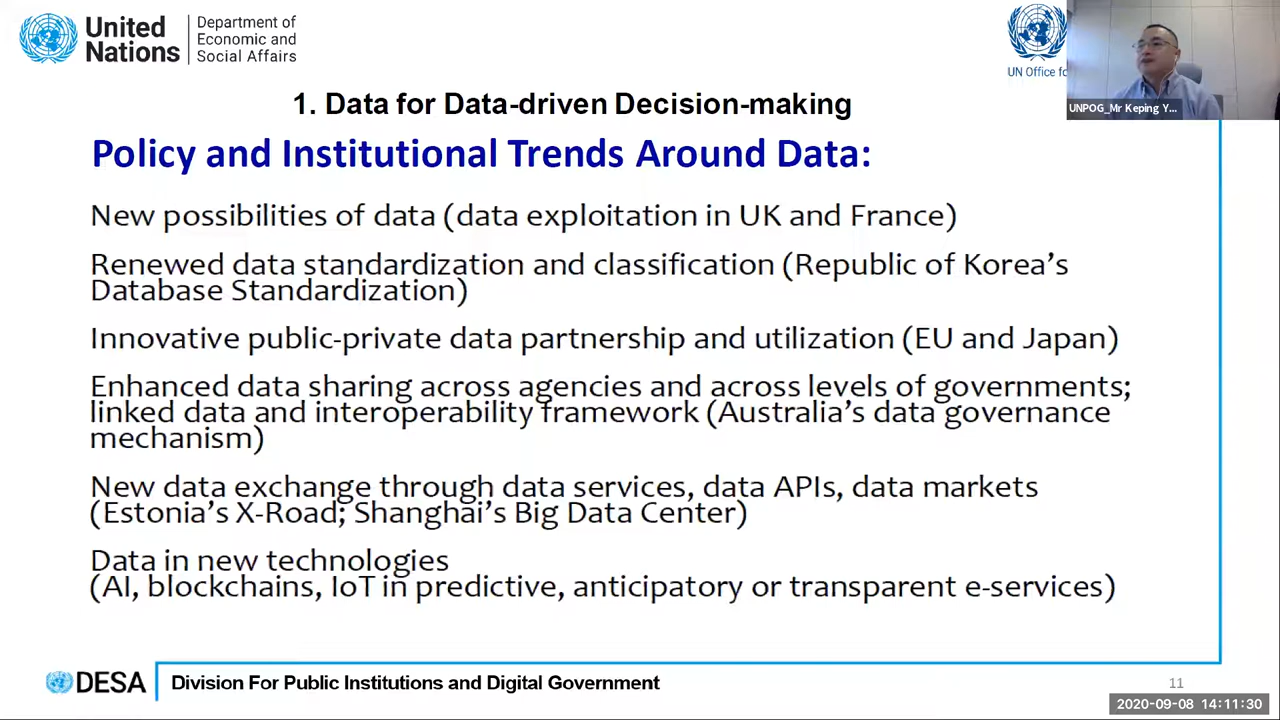 United
Nations
Department of
Economic and
Social Affairs
UN Office fo
UNPOG_Mr Keping Y...
1. Data for Data-driven Decision-making
Policy and Institutional Trends Around Data:
New possibilities of data (data exploitation in UK and France)
Renewed data standardization and classification (Republic of Korea’s
Database Standardization)
Innovative public-private data partnership and utilization (EU and Japan)
Enhanced data sharing across agencies and across levels of governments;
linked data and interoperability framework (Australia’s data governance
mechanism)
New data exchange through data services, data APIs, data markets
(Estonia’s X-Road; Shanghai’s Big Data Center)
Data in new technologies
(AI, blockchains, IoT in predictive, anticipatory or transparent e-services)
DESA
Division For Public Institutions and Digital Government
11
2020-09-08 14:11:30